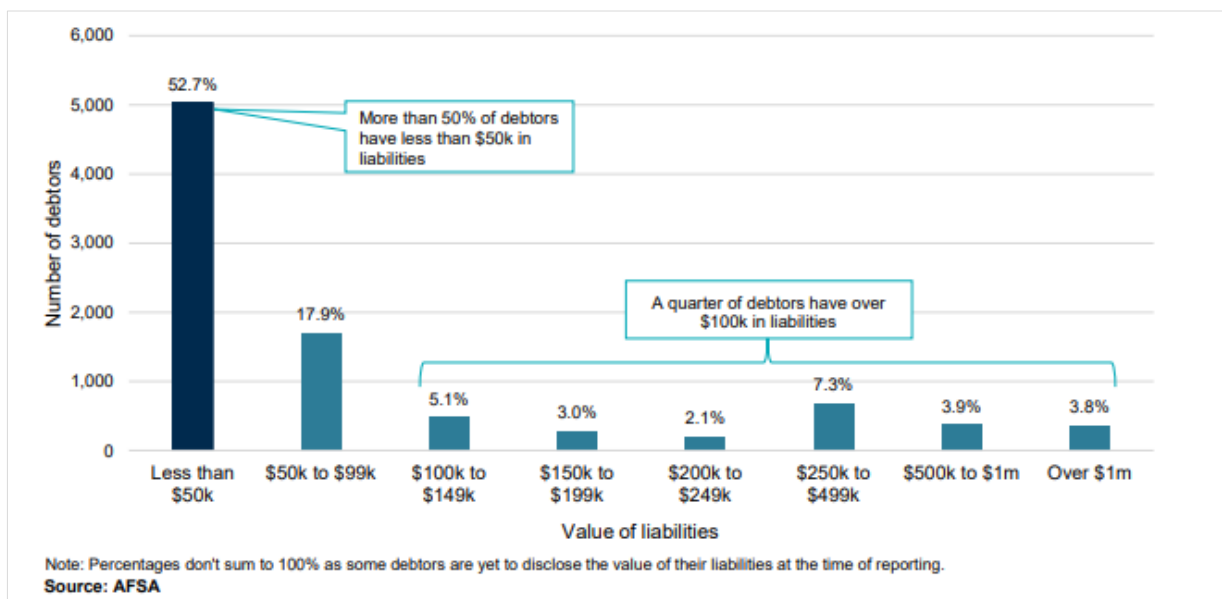 6,000
52.7%
5,000
More than 50% of debtors
have less than $50k in
liabilities
4,000
Number of debtors
3,000
A quarter of debtors have over
$100k in liabilities
2,000
17.9%
1,000
5.1%
3.0%
2.1%
7.3%
3.9%
3.8%
0
Less than
$50k
$50k to $99k
$100k to
$149k
$150k to
$199k
$200k to
$249k
$250k to
$499k
$500k to $1m
Over $1m
Value of liabilities
Note: Percentages don't sum to 100% as some debtors are yet to disclose the value of their liabilities at the time of reporting.
Source: AFSA